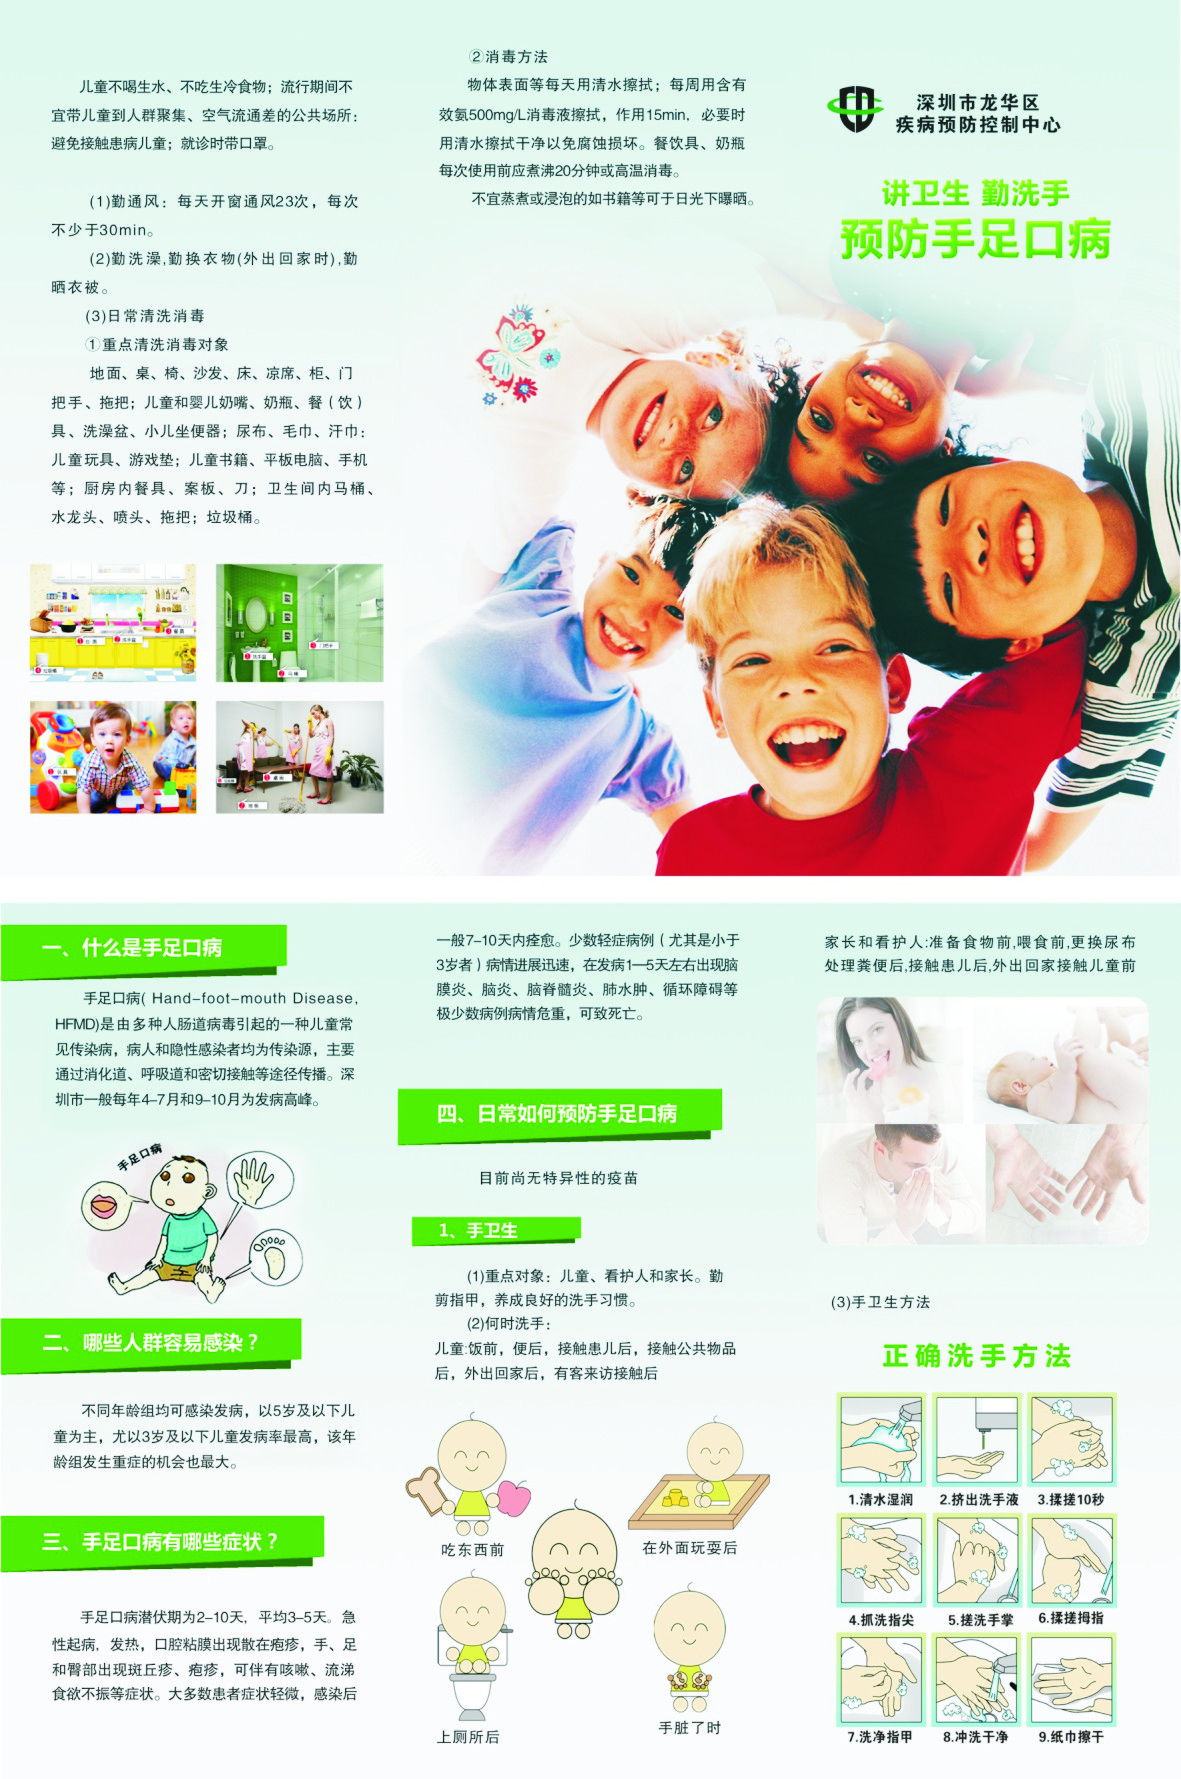 儿童不喝生水、不吃生冷食物；流行期间不
宜带儿童到人群聚集、空气流通差的公共场所；
避免接触患病儿童；就诊时带口罩。
(1)勤通风：每天开窗通风23次，每次
不少于30min。
(2)勤洗澡,勤换衣物(外出回家时),勤
晒衣被。
(3)日常清洗消毒
①重点清洗消毒对象
地面、桌、椅、沙发、床、凉席、柜、门
把手、拖把；儿童和婴儿奶嘴、奶瓶、餐（饮）
具、洗澡盆、小儿坐便器；尿布、毛巾、汗巾；
儿童玩具、游戏垫；儿童书籍、平板电脑、手机
等；厨房内餐具、案板、刀；卫生间内马桶、
水龙头、喷头、拖把；垃圾桶。
②消毒方法
物体表面等每天用清水擦拭；每周用含有
效氨500mg/L消毒液擦拭，作用15min，必要时
用清水擦拭干净以免腐蚀损坏。餐饮具、奶瓶
每次使用前应煮沸20分钟或高温消毒。
不宜蒸煮或浸泡的如书籍等可于日光下曝晒。
深圳市龙华区
疾病预防控制中心
讲卫生 勤洗手
预防手足口病
一、什么是手足口病
手足口病( Hand-foot-mouth Disease,
HFMD)是由多种人肠道病毒引起的一种儿童常
见传染病，病人和隐性感染者均为传染源，主要
通过消化道、呼吸道和密切接触等途径传播。深
圳市一般每年4-7月和9-10月为发病高峰。
手足口病
二、哪些人群容易感染？
不同年龄组均可感染发病，以5岁及以下儿
童为主，尤以3岁及以下儿童发病率最高，该年
龄组发生重症的机会也最大。
三、手足口病有哪些症状？
手足口病潜伏期为2-10天，平均3-5天。急
性起病，发热，口腔粘膜出现散在疱疹，手、足
和臀部出现斑丘疹、疱疹，可伴有咳嗽、流涕
食欲不振等症状。大多数患者症状轻微，感染后
一般7-10天内痊愈。少数轻症病例（尤其是小于
3岁者）病情进展迅速，在发病1—5天左右出现脑
膜炎、脑炎、脑脊髓炎、肺水肿、循环障碍等
极少数病例病情危重，可致死亡。
四、日常如何预防手足口病
目前尚无特异性的疫苗
1、手卫生
(1)重点对象：儿童、看护人和家长。勤
剪指甲，养成良好的洗手习惯。
(2)何时洗手：
儿童:饭前，便后，接触患儿后，接触公共物品
后，外出回家后，有客来访接触后
吃东西前
在外面玩耍后
上厕所后
手脏了时
家长和看护人:准备食物前,喂食前,更换尿布
处理粪便后,接触患儿后,外出回家接触儿童前
(3)手卫生方法
正确洗手方法
1.清水湿润
2.挤出洗手液
3.揉搓10秒
4.抓洗指尖
5.搓洗手掌
6.揉搓拇指
7.洗净指甲
8.冲洗干净
9.纸巾擦干